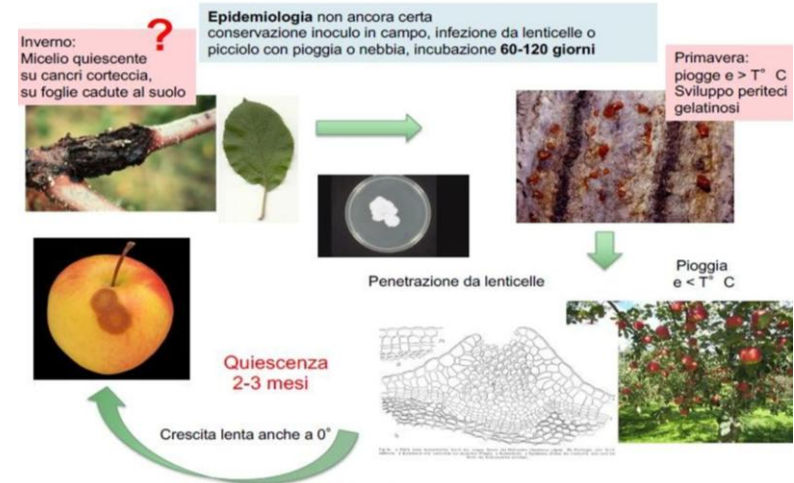 Epidemiologia non ancora certa
conservazione inoculo in campo, infezione da lenticelle o
picciolo con pioggia o nebbia, incubazione 60-120 giorni
?
Inverno:
Micelio quiescente
su cancri corteccia,
su foglie cadute al suolo
Primavera:
piogge e > T° C
Sviluppo periteci
gelatinosi
Pioggia
e < T° C
Penetrazione da lenticelle
Quiescenza
2-3 mesi
Crescita lenta anche a 0°